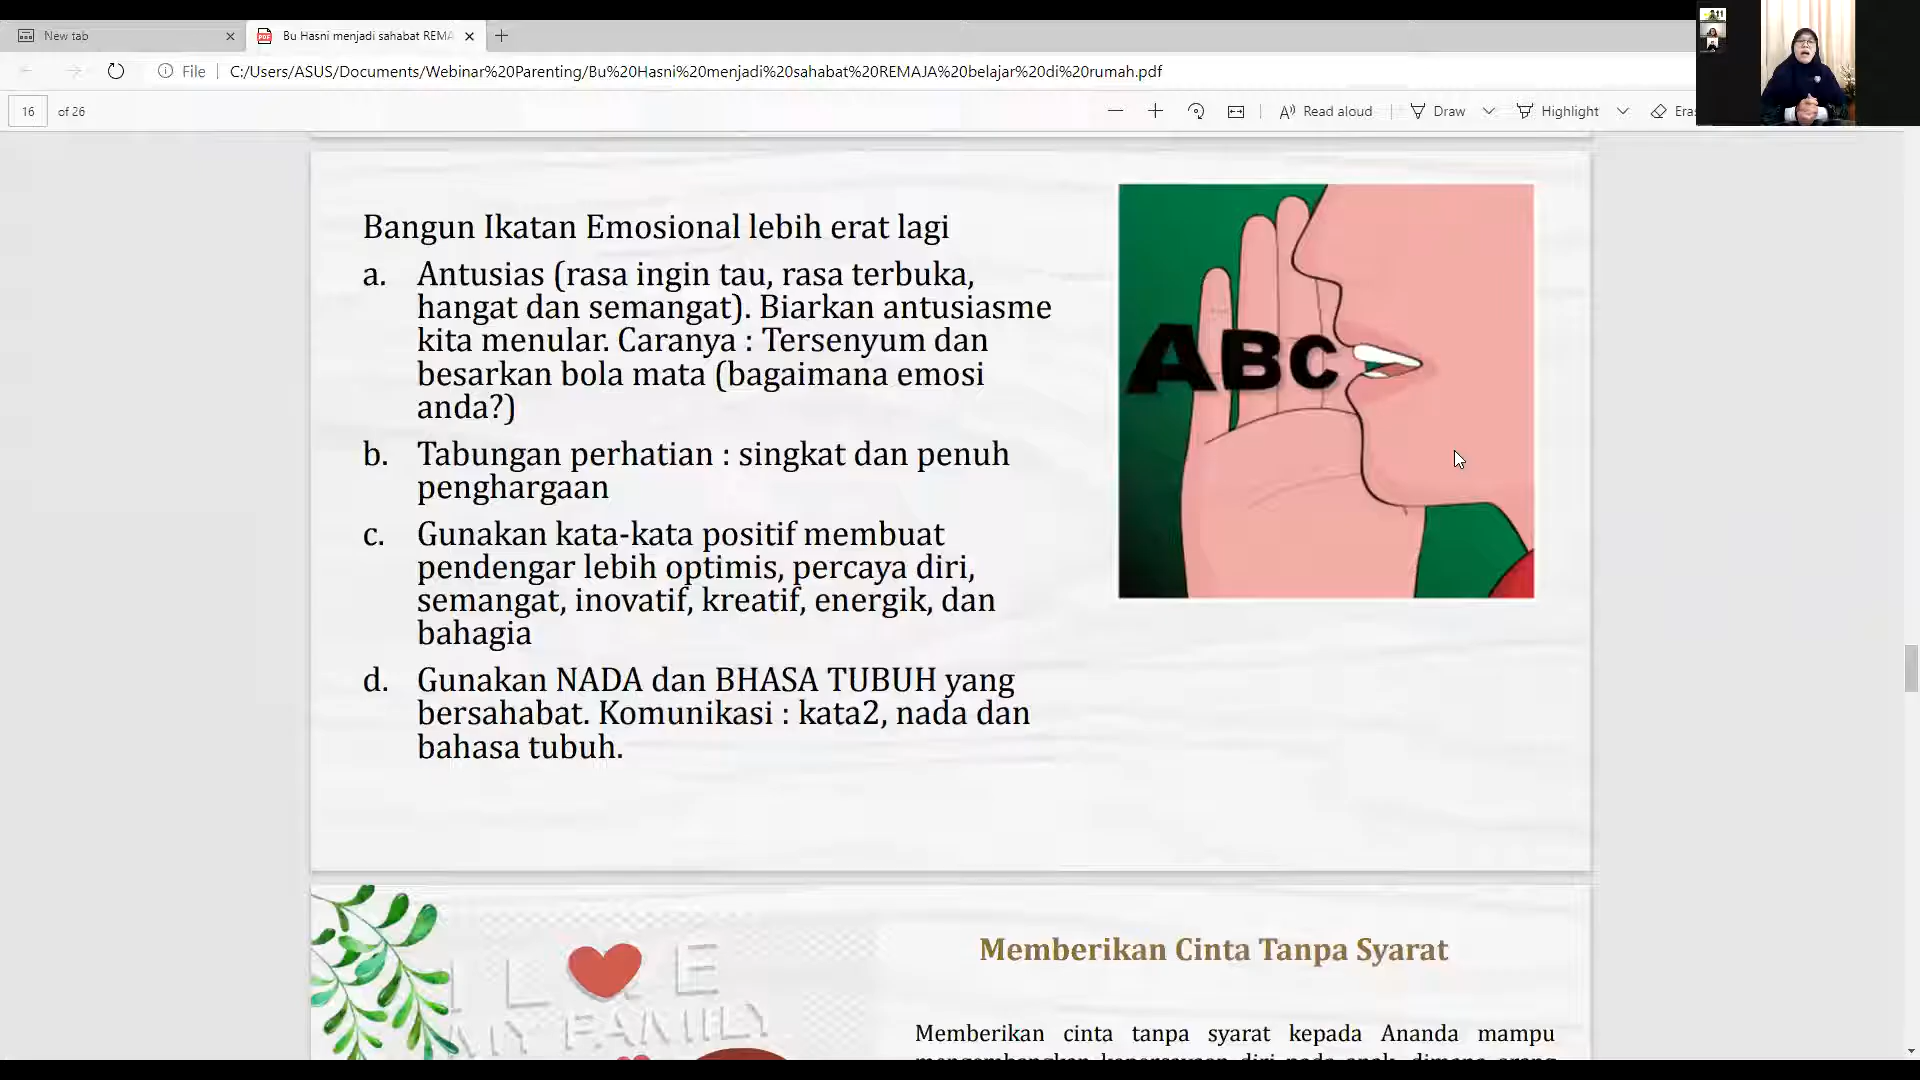 New tab
Bu Hasni menjadi sahabat REMA
File
C:/Users/ASUS/Documents/Webinar%20Parenting/Bu%20Hasni%20menjadi%20sahabat%20REMAJA%20belajar%20di%20rumah.pdf
16 of 26
Read aloud
Draw
Highlight
Eras
Bangun Ikatan Emosional lebih erat lagi
a. Antusias (rasa ingin tau, rasa terbuka,
hangat dan semangat). Biarkan antusiasme
kita menular. Caranya : Tersenyum dan
besarkan bola mata (bagaimana emosi
anda?)
b. Tabungan perhatian : singkat dan penuh
penghargaan
c. Gunakan kata-kata positif membuat
pendengar lebih optimis, percaya diri,
semangat, inovatif, kreatif, energik, dan
bahagia
d. Gunakan NADA dan BHASA TUBUH yang
bersahabat. Komunikasi : kata2, nada dan
bahasa tubuh.
ABC
I L E
MY FAMILY
Memberikan Cinta Tanpa Syarat
Memberikan cinta tanpa syarat kepada Ananda mampu